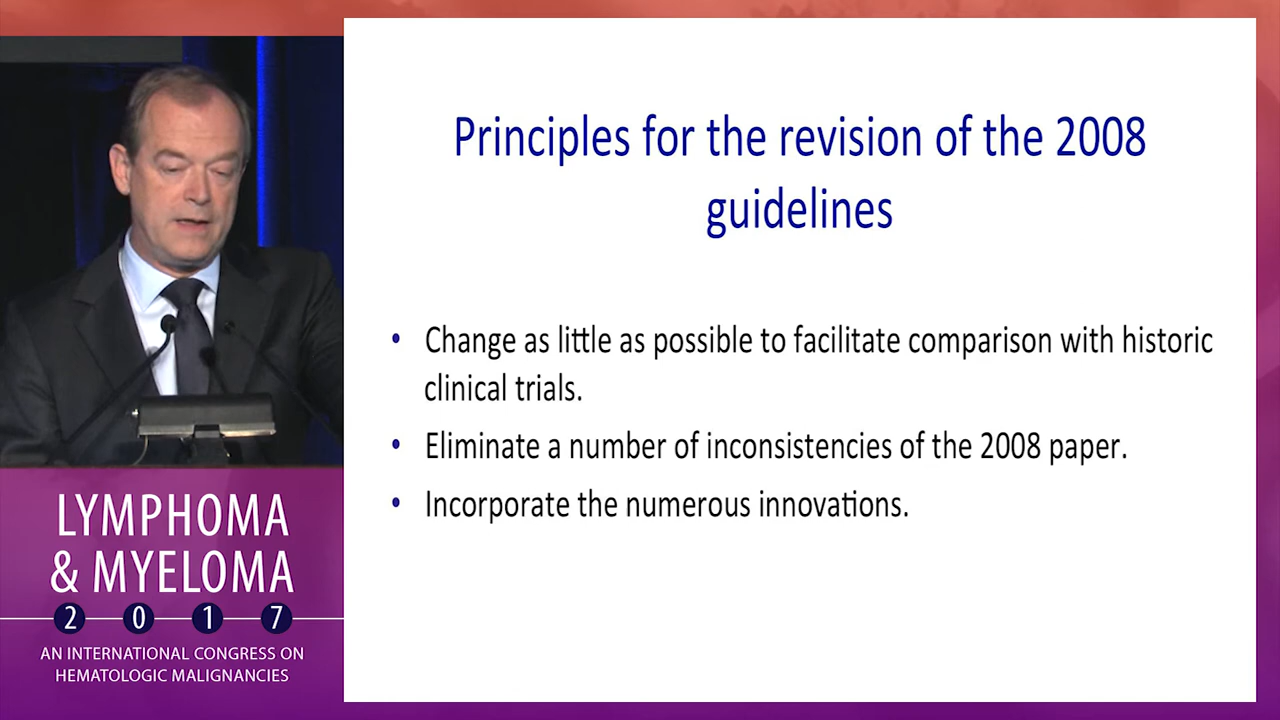 Principles for the revision of the 2008
guidelines
• Change as little as possible to facilitate comparison with historic
clinical trials.
• Eliminate a number of inconsistencies of the 2008 paper.
• Incorporate the numerous innovations.
LYMPHOMA
& MYELOMA
2 0 1 7
AN INTERNATIONAL CONGRESS ON
HEMATOLOGIC MALIGNANCIES